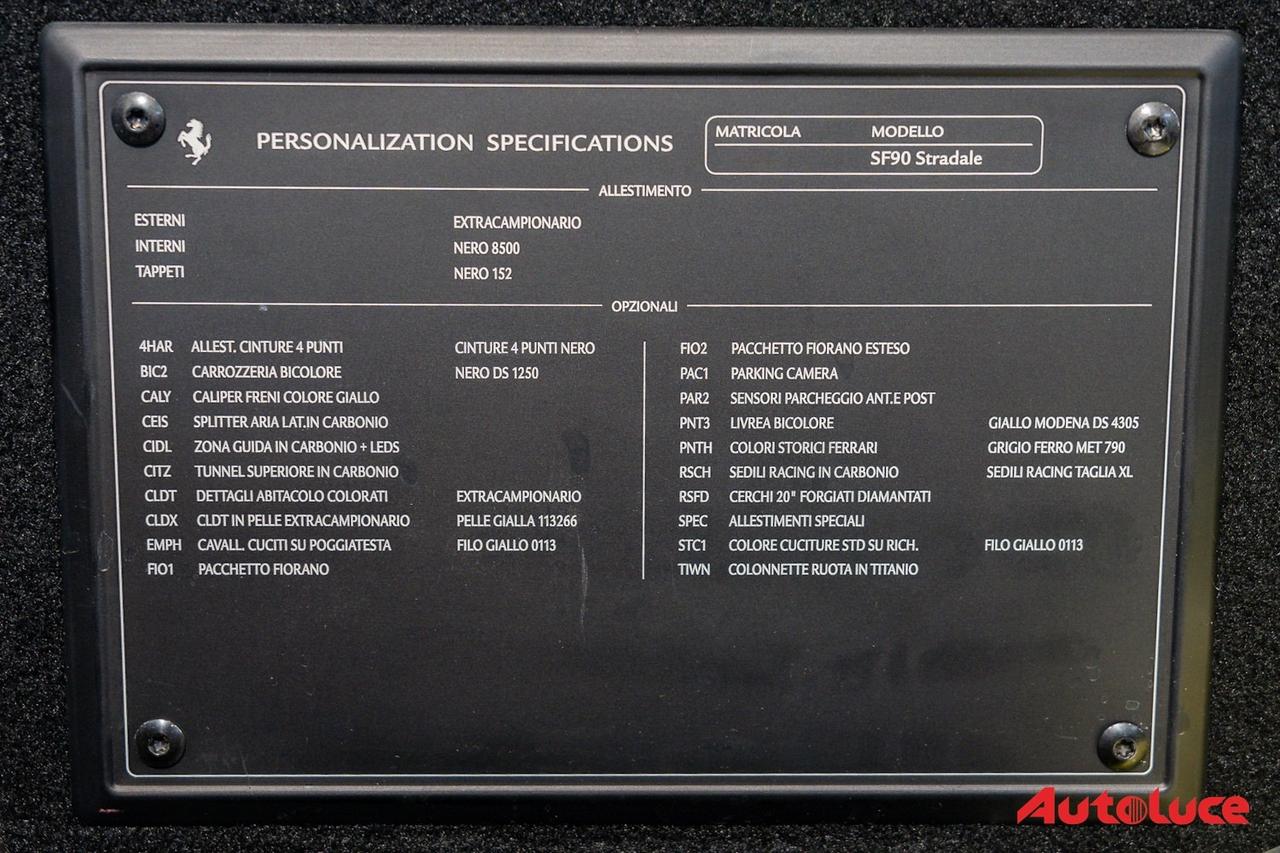 PERSONALIZATION SPECIFICATIONS
MATRICOLA MODELLO
SF90 Stradale
ALLESTIMENTO
ESTERNI EXTRACAMPIONARIO
INTERNI NERO 8500
TAPPETI NERO 152
OPZIONALI
4HAR ALLEST. CINTURE 4 PUNTI CINTURE 4 PUNTI NERO
BIC2 CARROZZERIA BICOLORE NERO DS 1250
CALY CALIPER FRENI COLORE GIALLO
CEIS SPLITTER ARIA LAT.IN CARBONIO
CIDL ZONA GUIDA IN CARBONIO + LEDS
CITZ TUNNEL SUPERIORE IN CARBONIO
CLDT DETTAGLI ABITACOLO COLORATI EXTRACAMPIONARIO
CLDX CLDT IN PELLE EXTRACAMPIONARIO PELLE GIALLA 113266
EMPH CAVALL. CUCITI SU POGGIATESTA FILO GIALLO 0113
FIO1 PACCHETTO FIORANO
FIO2 PACCHETTO FIORANO ESTESO
PAC1 PARKING CAMERA
PAR2 SENSORI PARCHEGGIO ANT.E POST
PNT3 LIVREA BICOLORE GIALLO MODENA DS 4305
PNTH COLORI STORICI FERRARI GRIGIO FERRO MET 790
RSCH SEDILI RACING IN CARBONIO SEDILI RACING TAGLIA XL
RSFD CERCHI 20" FORGIATI DIAMANTATI
SPEC ALLESTIMENTI SPECIALI
STC1 COLORE CUCITURE STD SU RICH. FILO GIALLO 0113
TIWN COLONNETTE RUOTA IN TITANIO
Autoluce